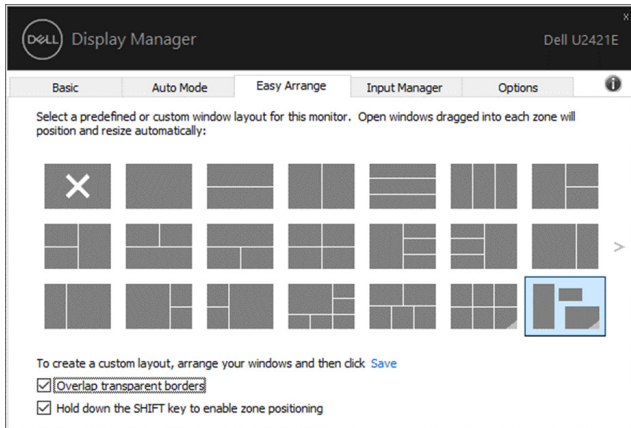 x
DELL Display Manager
Dell U2421E
Basic Auto Mode Easy Arrange Input Manager Options i
Select a predefined or custom window layout for this monitor. Open windows dragged into each zone will
position and resize automatically:
>
To create a custom layout, arrange your windows and then click Save
Overlap transparent borders
Hold down the SHIFT key to enable zone positioning